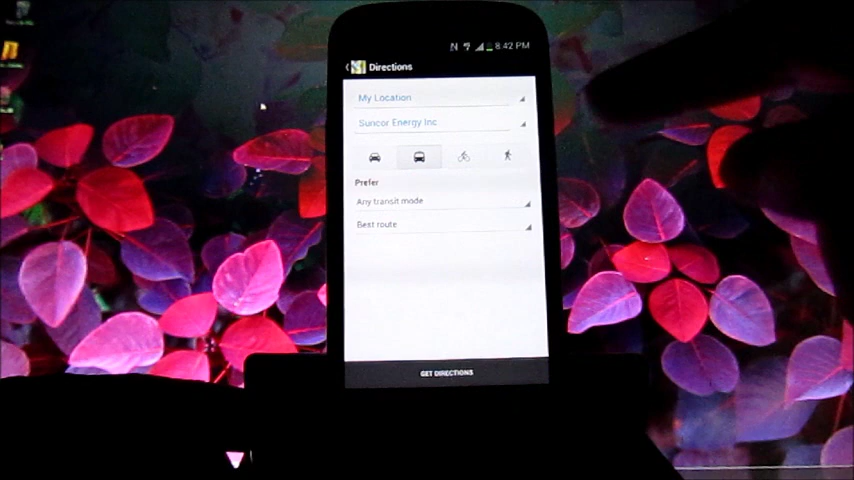 8:42 PM
Directions
My Location
Suncor Energy Inc
Prefer
Any transit mode
Best route
GET DIRECTIONS